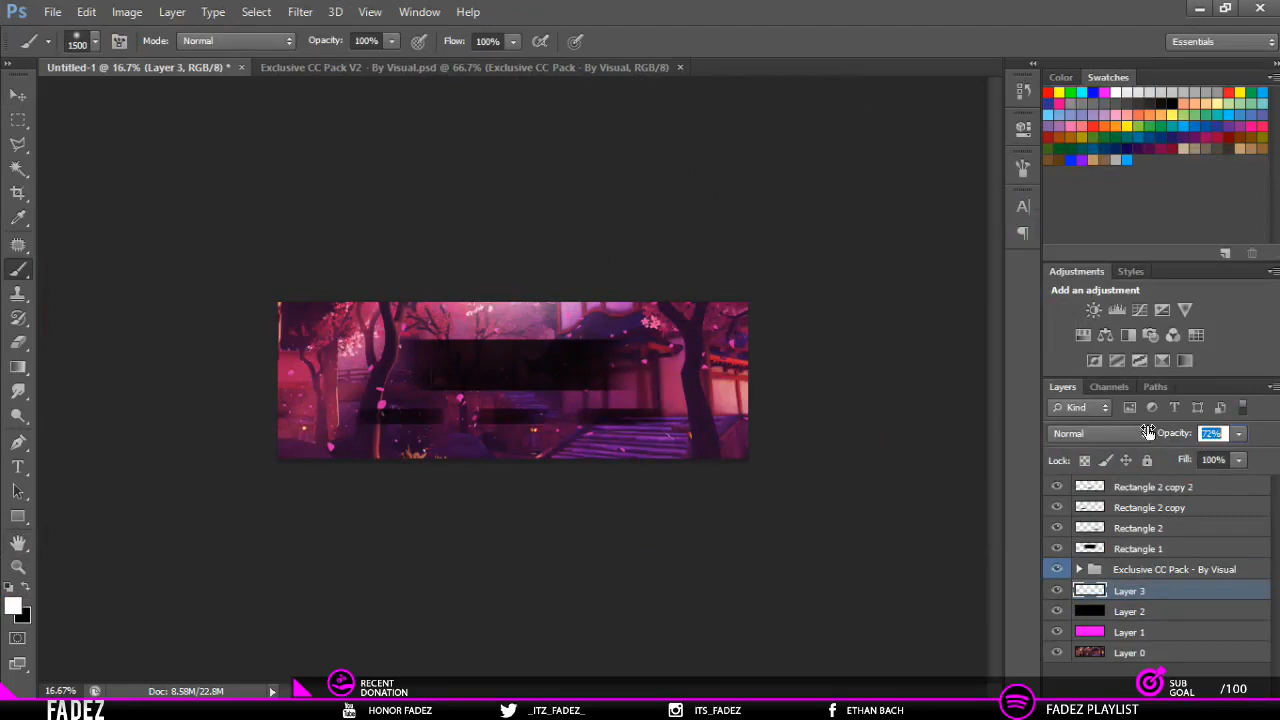 Ps File Edit Image Layer Type Select Filter 3D View Window Help
1500 Mode: Normal Opacity: 100% Flow: 100% Essentials
Untitled-1 @ 16.7% (Layer 3, RGB/8) * × Exclusive CC Pack V2 - By Visual.psd @ 66.7% (Exclusive CC Pack - By Visual, RGB/8) ×
Color Swatches
Adjustments Styles
Add an adjustment
Layers Channels Paths
Kind
Normal Opacity: 72%
Lock: Fill: 100%
Rectangle 2 copy 2
Rectangle 2 copy
Rectangle 2
Rectangle 1
Exclusive CC Pack - By Visual
Layer 3
Layer 2
Layer 1
Layer 0
16.67% Doc: 8.58M/22.8M
RECENT
DONATION
SUB
GOAL
/100
FADEZ
HONOR FADEZ
_ITZ_FADEZ_
ITS_FADEZ
ETHAN BACH
FADEZ PLAYLIST